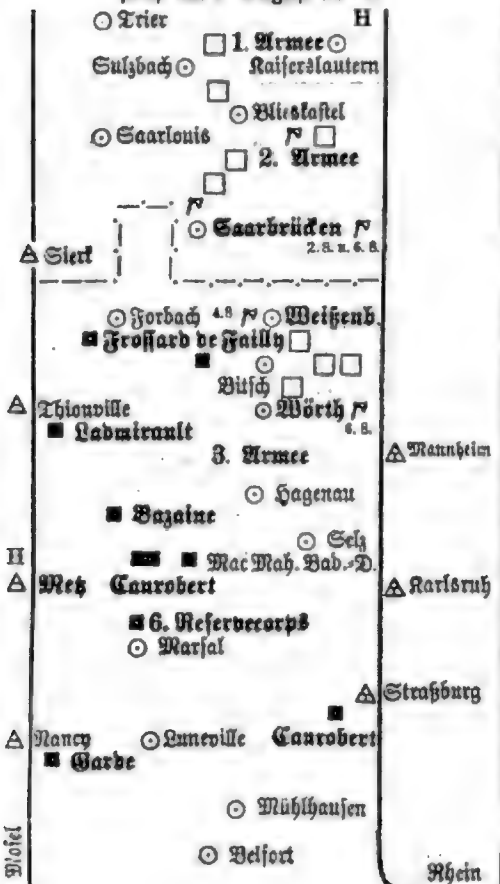 Trier H
1. Armee
Sulzbach Kaiserslautern
Blieskastel
Saarlouis
2. Armee
Saarbrücken
2.8. u. 6.8.
Sierk
Forbach 4.8 Weißenb.
Frossard de Failly
Bitsch
Thionville Wörth
6.8.
Ladmirault
3. Armee Mannheim
Hagenau
Bazaine
Selz
H Mac Mah. Bad.=D.
Metz Canrobert Karlsruh
6. Reservecorps
Marsal
Straßburg
Nancy Luneville Canrobert
Garde
Mühlhausen
Belfort
Mosel Rhein